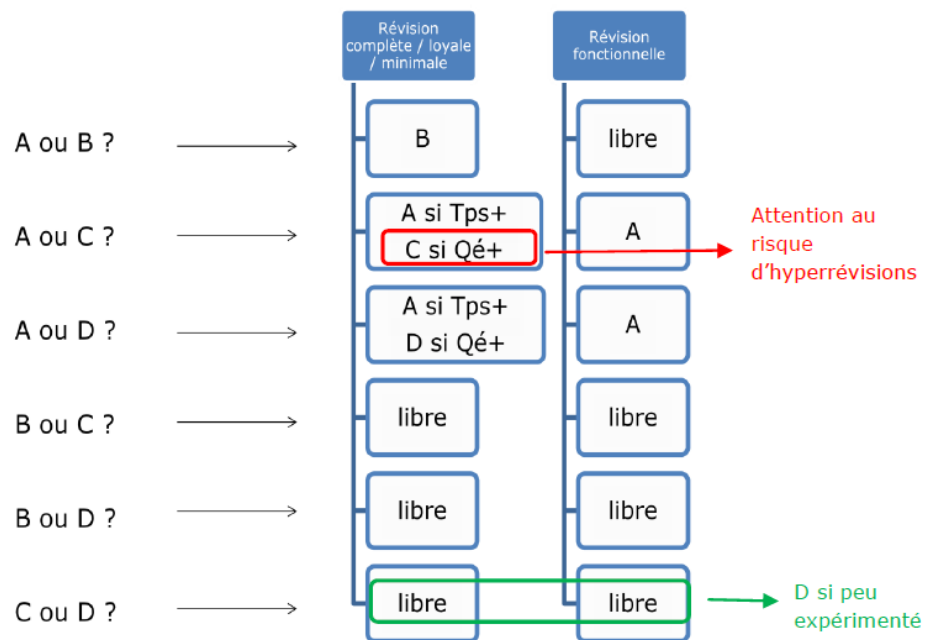 Révision
complète / loyale
/ minimale
Révision
fonctionnelle
A ou B ?
B
libre
A ou C ?
A si Tps+
C si Qé+
A
Attention au
risque
d'hyperrévisions
A ou D ?
A si Tps+
D si Qé+
A
B ou C ?
libre
libre
B ou D ?
libre
libre
C ou D ?
libre
libre
D si peu
expérimenté